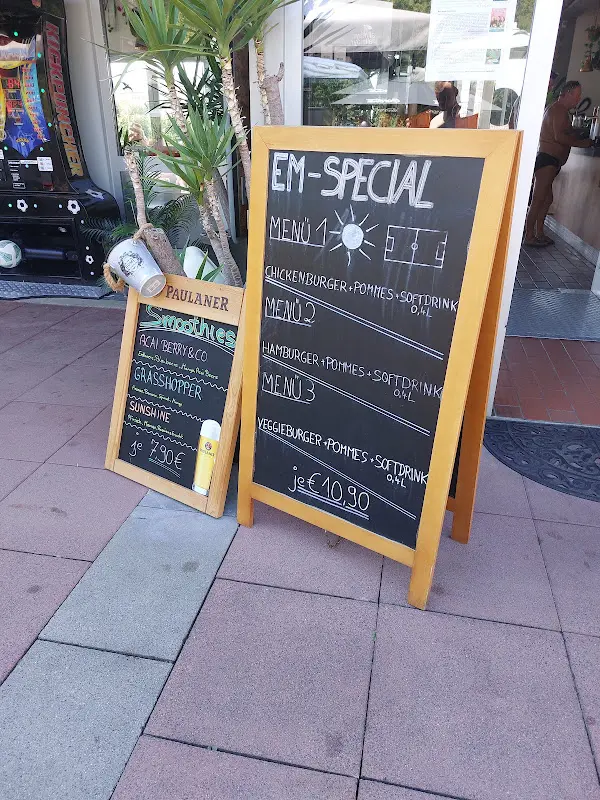 EM-SPECIAL
MENÜ 1
CHICKENBURGER+POMMES+SOFTDRINK
0,4L
MENÜ 2
HAMBURGER+POMMES+SOFTDRINK
0,4L
MENÜ 3
VEGGIEBURGER+POMMES+SOFTDRINK
0,4L
je €10,90
PAULANER
Smoothies
ACAI BERRY & CO
GRASSHOPPER
SUNSHINE
je 7,90€